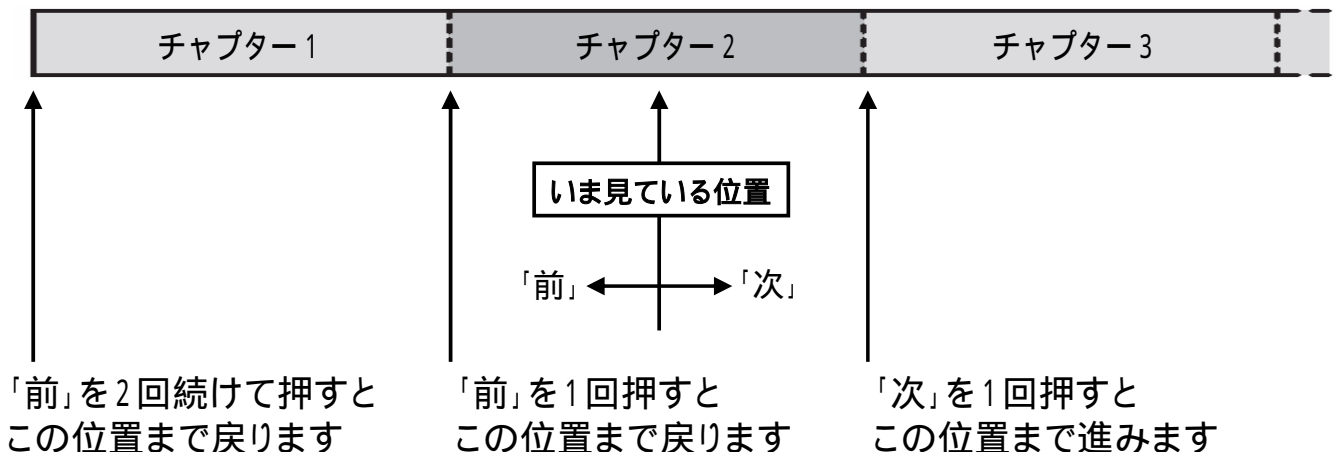 チャプター1
チャプター2
チャプター3
いま見ている位置
「前」
「次」
「前」を2回続けて押すと
この位置まで戻ります
「前」を1回押すと
この位置まで戻ります
「次」を1回押すと
この位置まで進みます